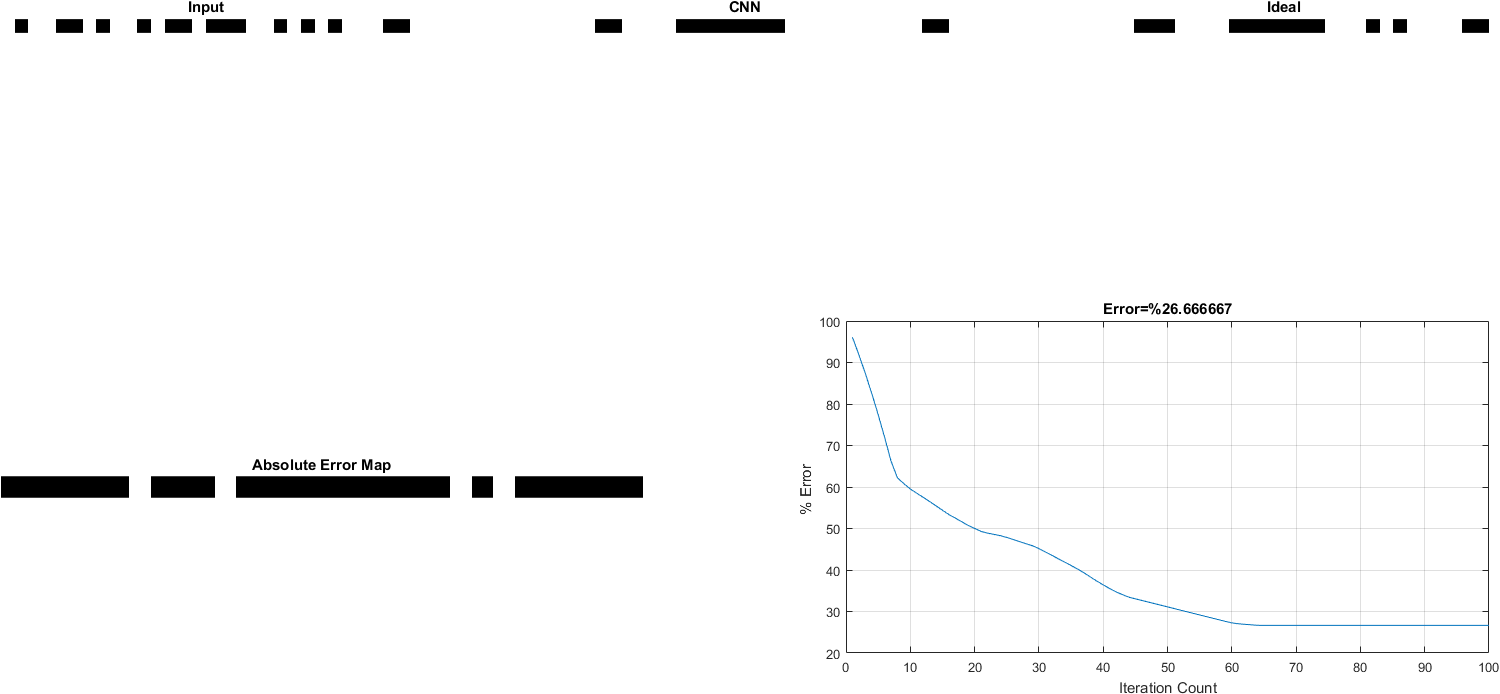 Input
CNN
Ideal
Absolute Error Map
Error=%26.666667
100
90
80
70
60
50
40
30
20
% Error
0 10 20 30 40 50 60 70 80 90 100
Iteration Count